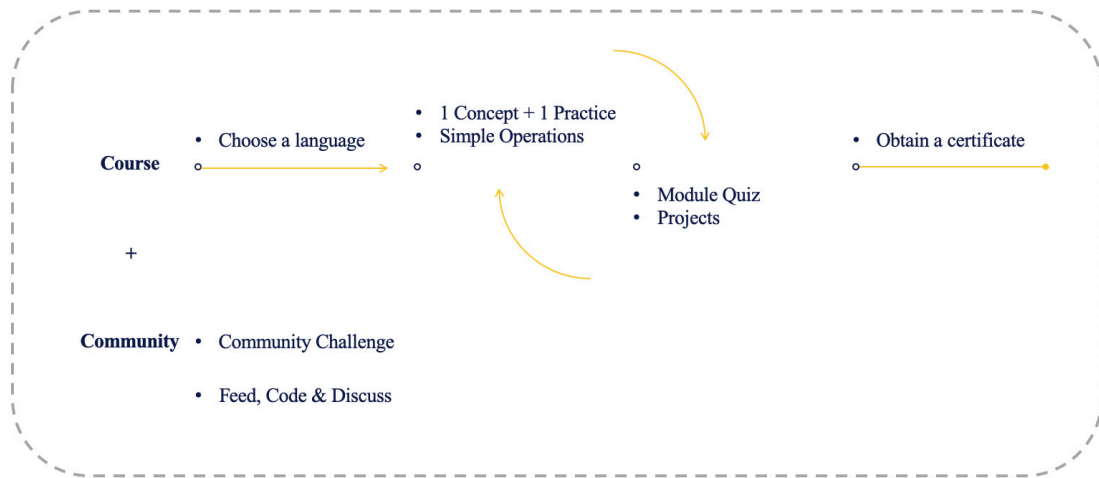 • 1 Concept + 1 Practice
• Choose a language
• Simple Operations
• Obtain a certificate
Course
• Module Quiz
• Projects
+
Community
• Community Challenge
• Feed, Code & Discuss